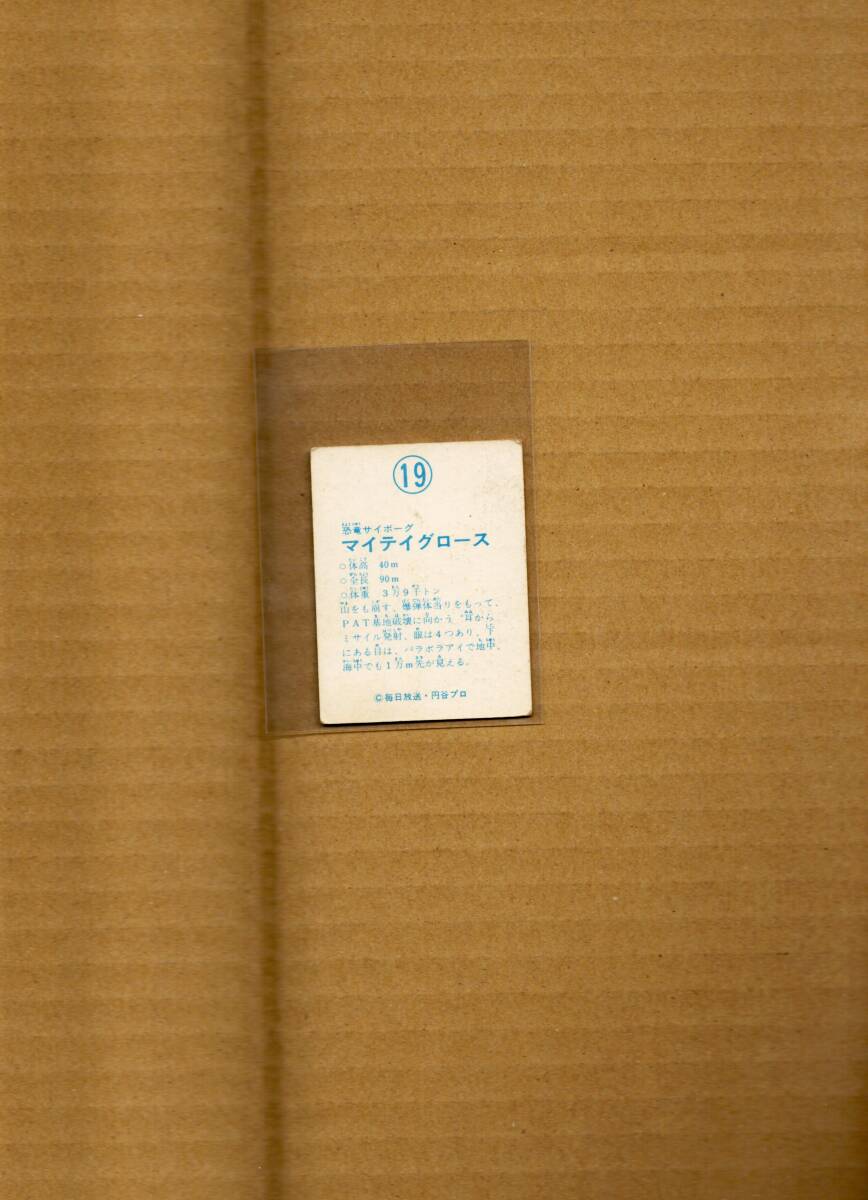 19
恐竜サイボーグ
マイテイグロース
○体高 40m
○全長 90m
○体重 3万9千トン
山をも崩す、爆弾体当りをもって、
PAT基地破壊に向かう 耳から
ミサイル発射、眼は4つあり、下
にある目は、パラボラアイで地中、
海中でも1万m先が見える。
©毎日放送・円谷プロ